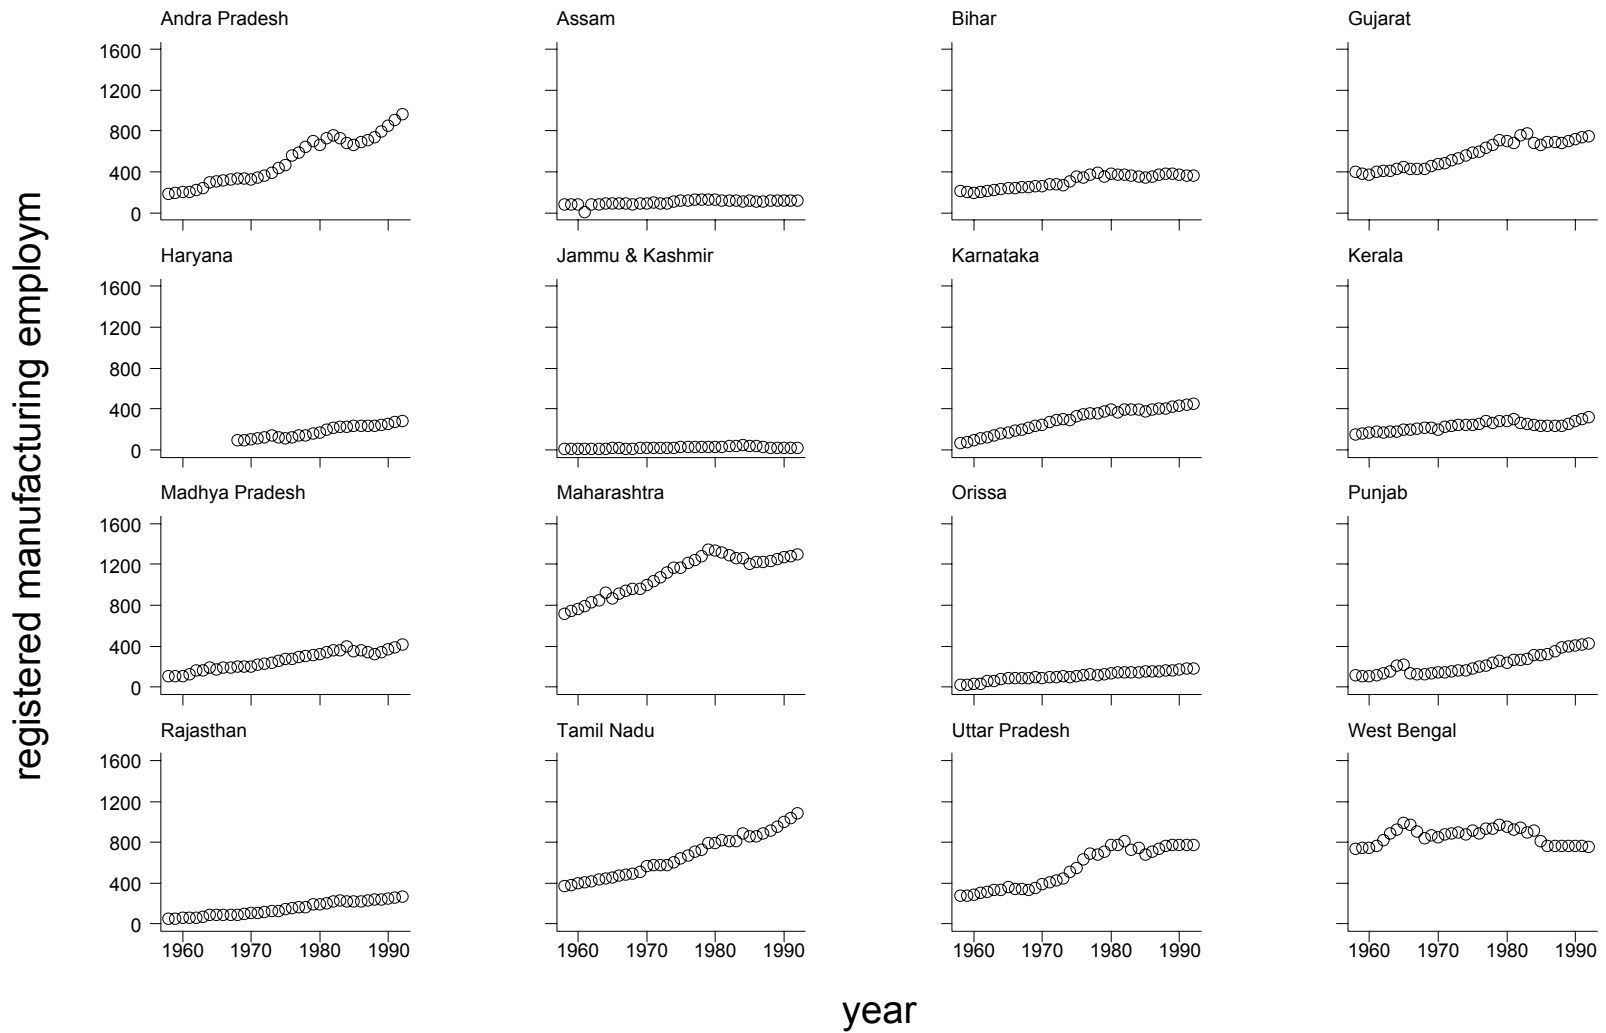 registered manufacturing employm
Andra Pradesh
Assam
Bihar
Gujarat
1600
1200
800
400
0
Haryana
Jammu & Kashmir
Karnataka
Kerala
1600
1200
800
400
0
Madhya Pradesh
Maharashtra
Orissa
Punjab
1600
1200
800
400
0
Rajasthan
Tamil Nadu
Uttar Pradesh
West Bengal
1600
1200
800
400
0
1960 1970 1980 1990
1960 1970 1980 1990
1960 1970 1980 1990
1960 1970 1980 1990
year